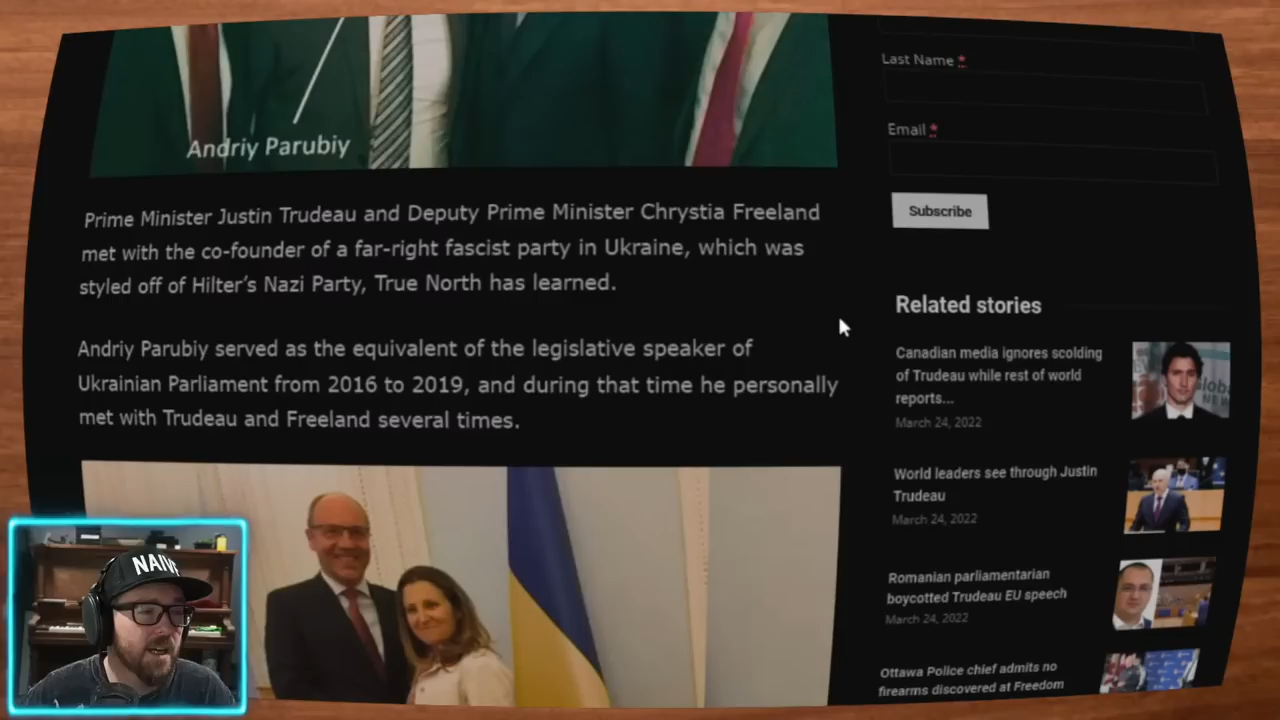 Andriy Parubiy
Prime Minister Justin Trudeau and Deputy Prime Minister Chrystia Freeland
met with the co-founder of a far-right fascist party in Ukraine, which was
styled off of Hilter's Nazi Party, True North has learned.
Andriy Parubiy served as the equivalent of the legislative speaker of
Ukrainian Parliament from 2016 to 2019, and during that time he personally
met with Trudeau and Freeland several times.
Last Name *
Email *
Subscribe
Related stories
Canadian media ignores scolding
of Trudeau while rest of world
reports...
March 24, 2022
World leaders see through Justin
Trudeau
March 24, 2022
Romanian parliamentarian
boycotted Trudeau EU speech
March 24, 2022
Ottawa Police chief admits no
firearms discovered at Freedom
NAIVE